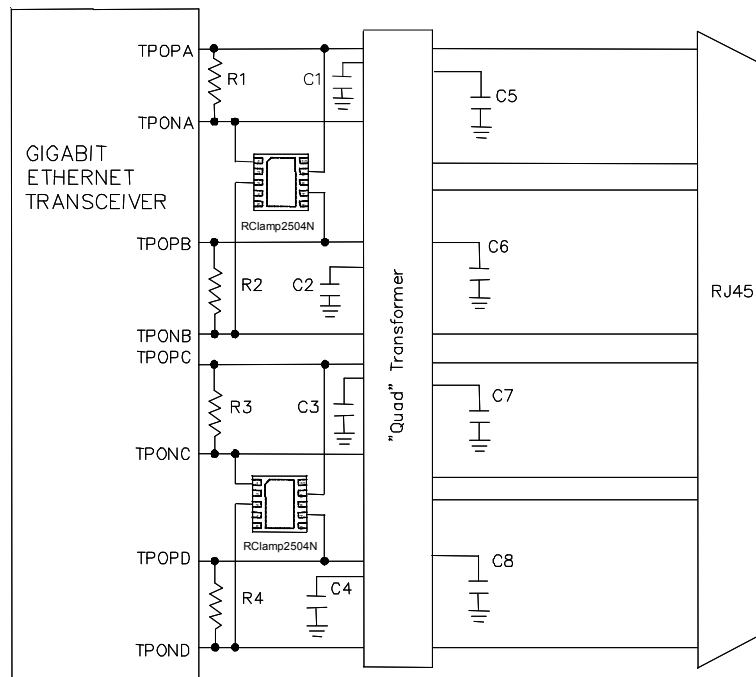 TPOPA
R1
C1
C5
TPONA
GIGABIT
ETHERNET
TRANSCEIVER
RClamp2504N
TPOPB
C6
R2
C2
RJ45
TPONB
TPOPC
"Quad" Transformer
R3
C3
C7
TPONC
RClamp2504N
TPOPD
C8
R4
C4
TPOND